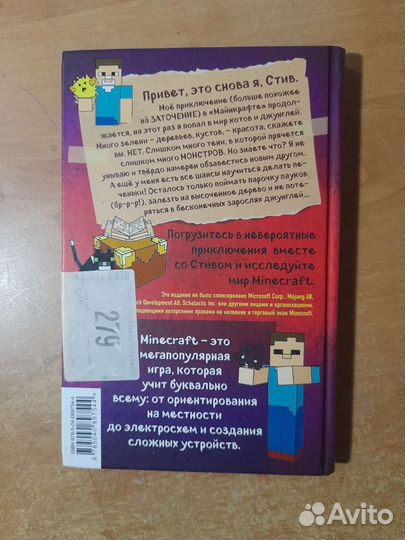 Привет, это снова я, Стив.
Моё приключение (больше похожее
на ЗАТОЧЕНИЕ) в «Майнкрафте» продол-
жается, на этот раз я попал в мир котов и джунглей.
Много зелени – деревьев, кустов, – красота, скажете
вы. НЕТ. Слишком много тени, в которой прячется
слишком много МОНСТРОВ. Но знаете что? Я не
унываю и твёрдо намерен обзавестись новым другом.
А ещё у меня есть все шансы научиться делать пе-
ченьки! Осталось только поймать парочку пауков
(бр-р-р!), залезть на высоченное дерево и не поте-
ряться в бесконечных зарослях джунглей...
Погрузитесь в невероятные
приключения вместе
со Стивом и исследуйте
мир Minecraft.
Это издание не было спонсировано Microsoft Corp., Mojang AB,
ch Development AB, Scholastic Inc. или другими лицами и организациями,
владеющими авторскими правами на название и торговый знак Minecraft.
279
Minecraft – это
мегапопулярная
игра, которая
учит буквально
всему: от ориентирования
на местности
до электросхем и создания
сложных устройств.
Avito